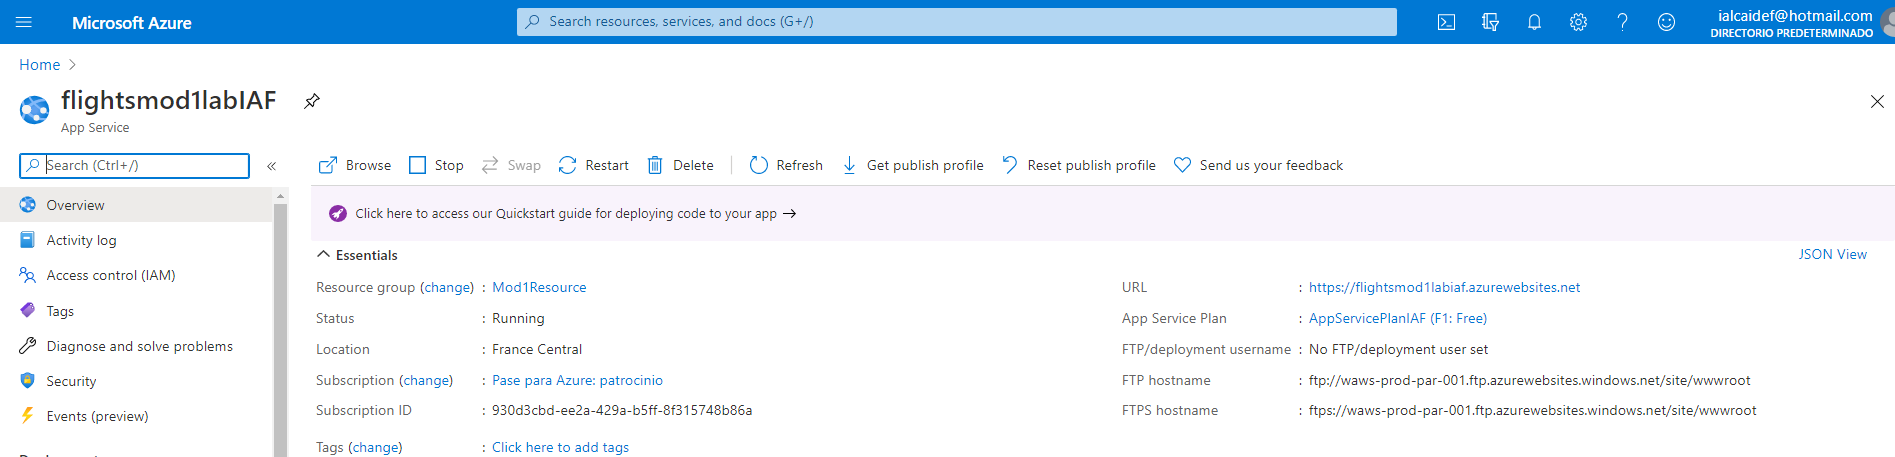 Microsoft Azure
Search resources, services, and docs (G+/)
ialcaidef@hotmail.com
DIRECTORIO PREDETERMINADO
Home >
flightsmod1labIAF
App Service
Search (Ctrl+/)
«
Browse Stop Swap Restart Delete Refresh Get publish profile Reset publish profile Send us your feedback
Overview
Activity log
Access control (IAM)
Tags
Diagnose and solve problems
Security
Events (preview)
Click here to access our Quickstart guide for deploying code to your app →
Essentials
JSON View
Resource group (change) : Mod1Resource
Status : Running
Location : France Central
Subscription (change) : Pase para Azure: patrocinio
Subscription ID : 930d3cbd-ee2a-429a-b5ff-8f315748b86a
Tags (change) : Click here to add tags
URL : https://flightsmod1labiaf.azurewebsites.net
App Service Plan : AppServicePlanIAF (F1: Free)
FTP/deployment username : No FTP/deployment user set
FTP hostname : ftp://waws-prod-par-001.ftp.azurewebsites.windows.net/site/wwwroot
FTPS hostname : ftps://waws-prod-par-001.ftp.azurewebsites.windows.net/site/wwwroot